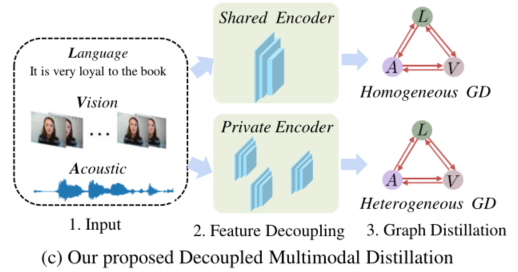 Language
It is very loyal to the book
Vision
...
Acoustic
1. Input
Shared Encoder
Private Encoder
2. Feature Decoupling
L
A V
Homogeneous GD
L
A V
Heterogeneous GD
3. Graph Distillation
(c) Our proposed Decoupled Multimodal Distillation